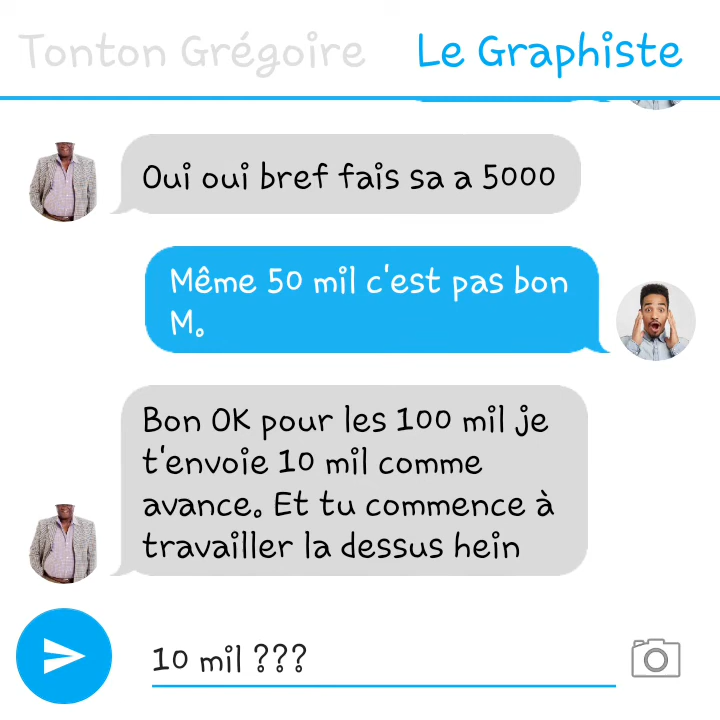 Tonton Grégoire Le Graphiste
Oui oui bref fais sa a 5000
Même 50 mil c'est pas bon
M.
Bon OK pour les 100 mil je
t'envoie 10 mil comme
avance. Et tu commence à
travailler la dessus hein
10 mil ???